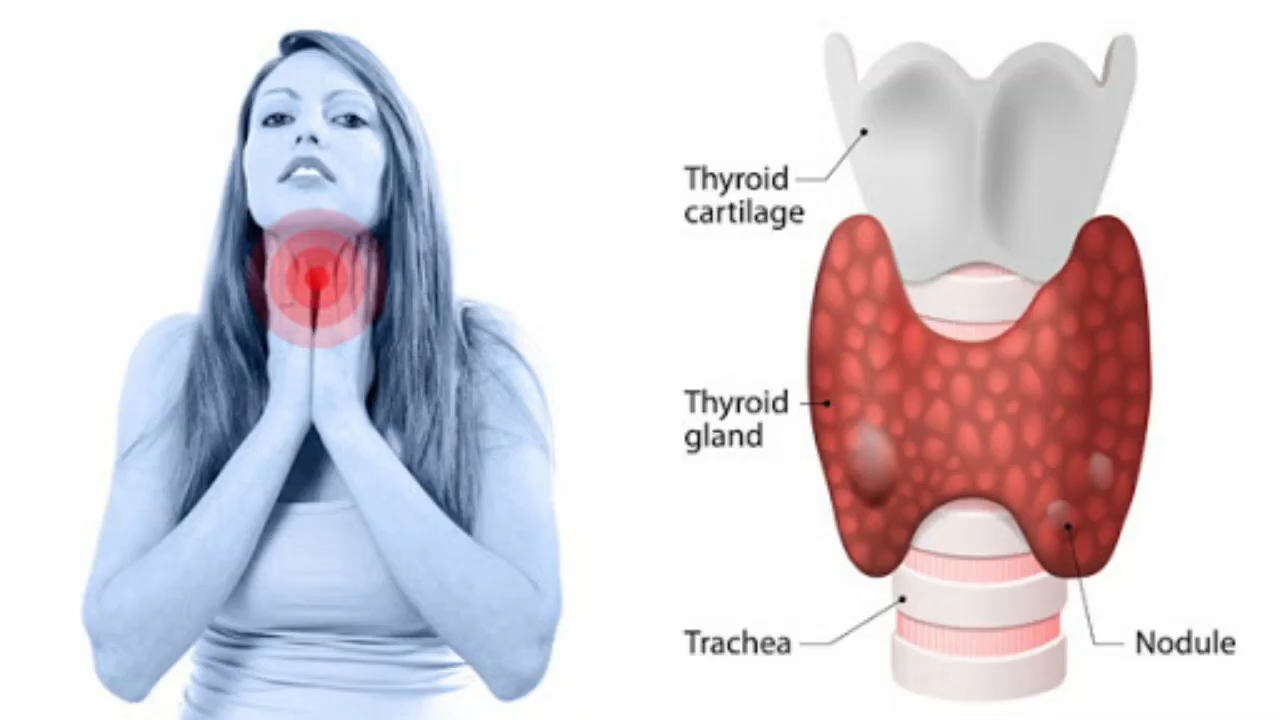 Thyroid
cartilage
Thyroid
gland
Trachea
Nodule